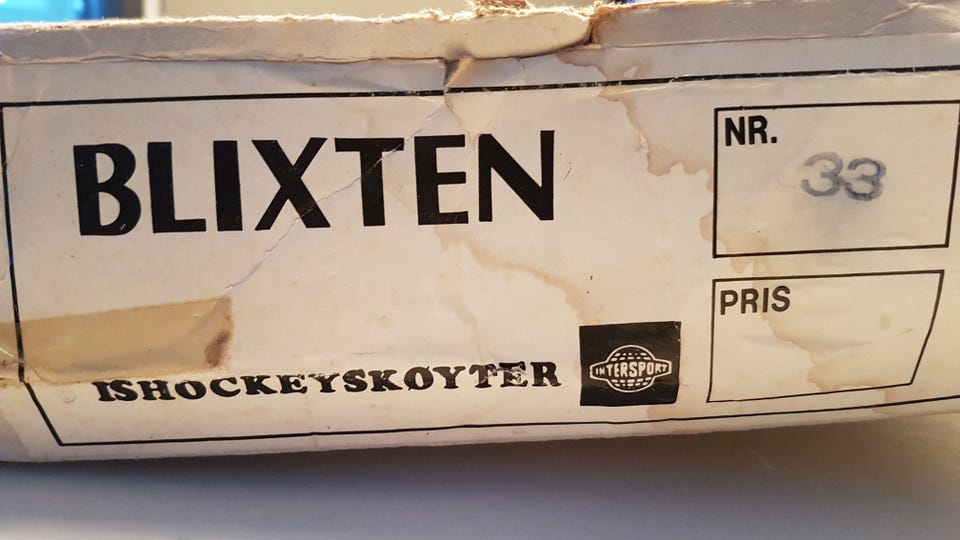 BLIXTEN
NR.
33
PRIS
ISHOCKEYSKØYTER
INTERSPORT